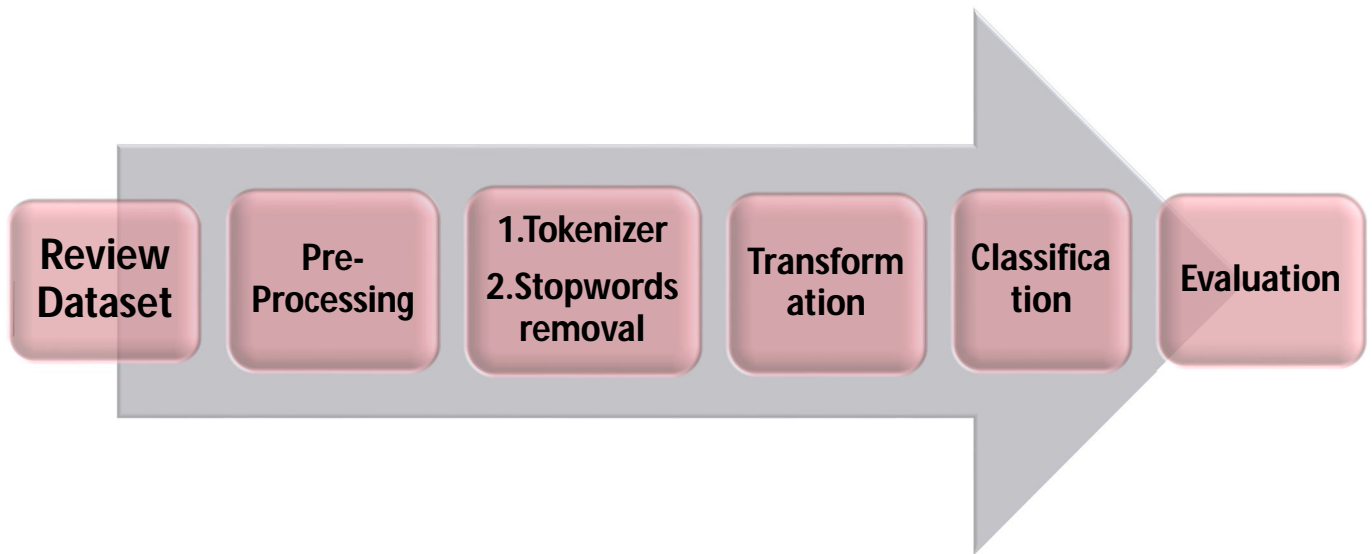 Review
Dataset
Pre-
Processing
1.Tokenizer
2.Stopwords
removal
Transform
ation
Classifica
tion
Evaluation